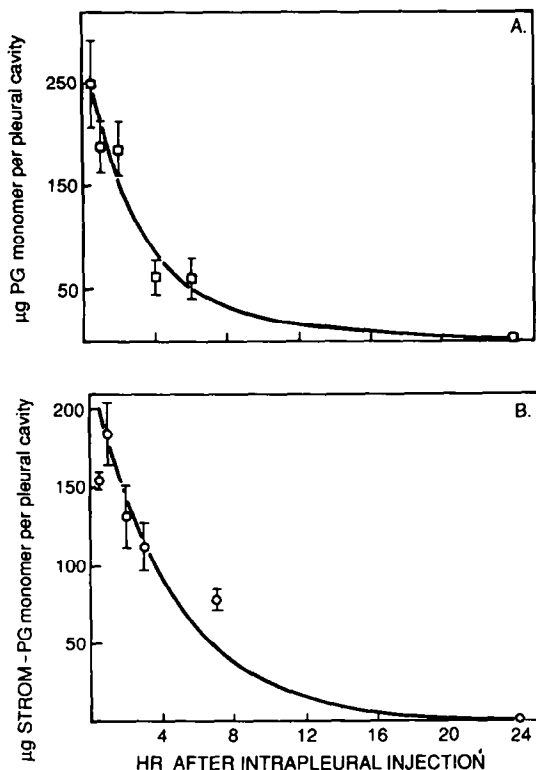 A.
µg PG monomer per pleural cavity
250
150
50
B.
µg STROM-PG monomer per pleural cavity
200
150
100
50
4 8 12 16 20 24
HR AFTER INTRAPLEURAL INJECTION